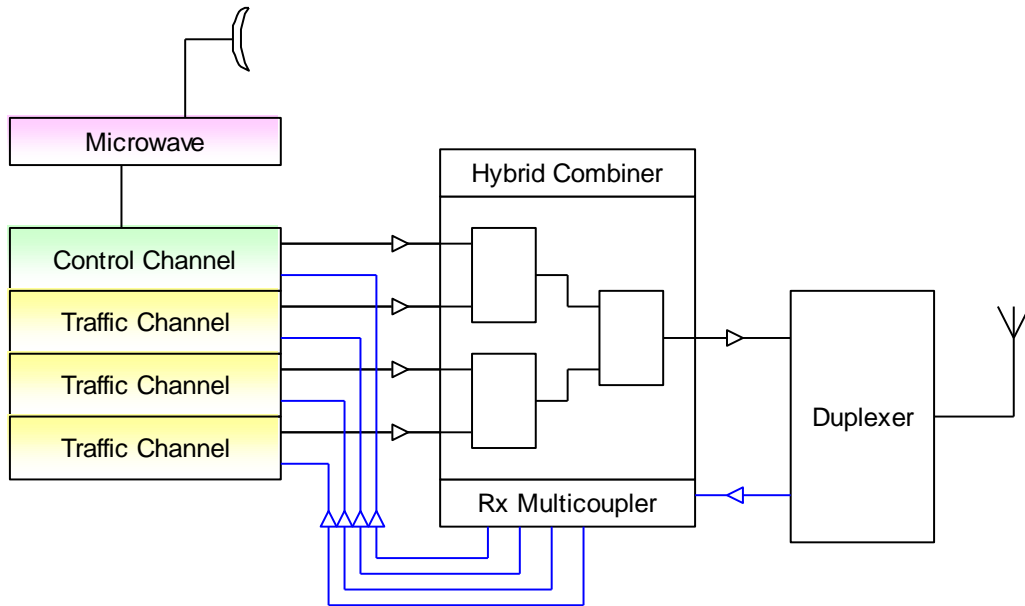 Microwave
Hybrid Combiner
Control Channel
Traffic Channel
Traffic Channel
Traffic Channel
Duplexer
Rx Multicoupler